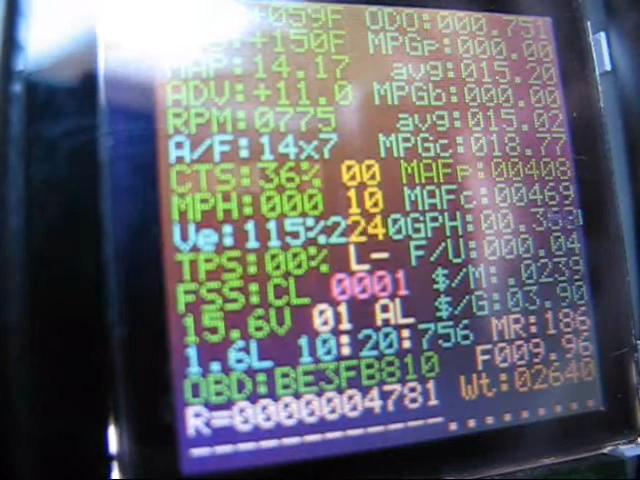 +059F ODO:000.751
+150F MPGp:000.00
MAP:14.17 avg:015.20
ADV:+11.0 MPGb:000.00
RPM:0775 avg:015.02
A/F:14x7 MPGc:018.77
CTS:36% 00 MAFp:00408
MPH:000 10 MAFc:00469
Ve:115%2240GPH:00.353
TPS:00% L- F/U:000.04
FSS:CL 0001 $/M:.0239
15.6V 01 AL $/G:03.90
1.6L 10:20:756 MR:186
OBD:BE3FB810 F009.96
R=0000004781 Wt:02640